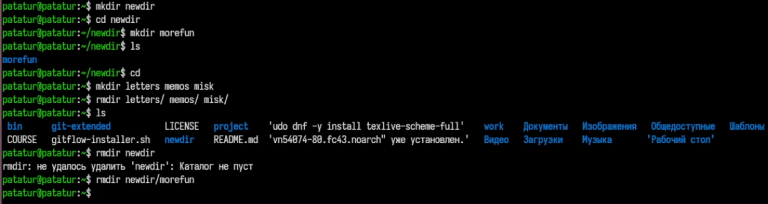 patatur@patatur:~$ mkdir newdir
patatur@patatur:~$ cd newdir
patatur@patatur:~/newdir$ mkdir morefun
patatur@patatur:~/newdir$ ls
morefun
patatur@patatur:~/newdir$ cd
patatur@patatur:~$ mkdir letters memos misk
patatur@patatur:~$ rmdir letters/ memos/ misk/
patatur@patatur:~$ ls
bin git-extended LICENSE project 'udo dnf -y install texlive-scheme-full' work Документы Изображения Общедоступные Шаблоны
COURSE gitflow-installer.sh newdir README.md 'vn54074-80.fc43.noarch" уже установлен.' Видео Загрузки Музыка 'Рабочий стол'
patatur@patatur:~$ rmdir newdir
rmdir: не удалось удалить 'newdir': Каталог не пуст
patatur@patatur:~$ rmdir newdir/morefun
patatur@patatur:~$